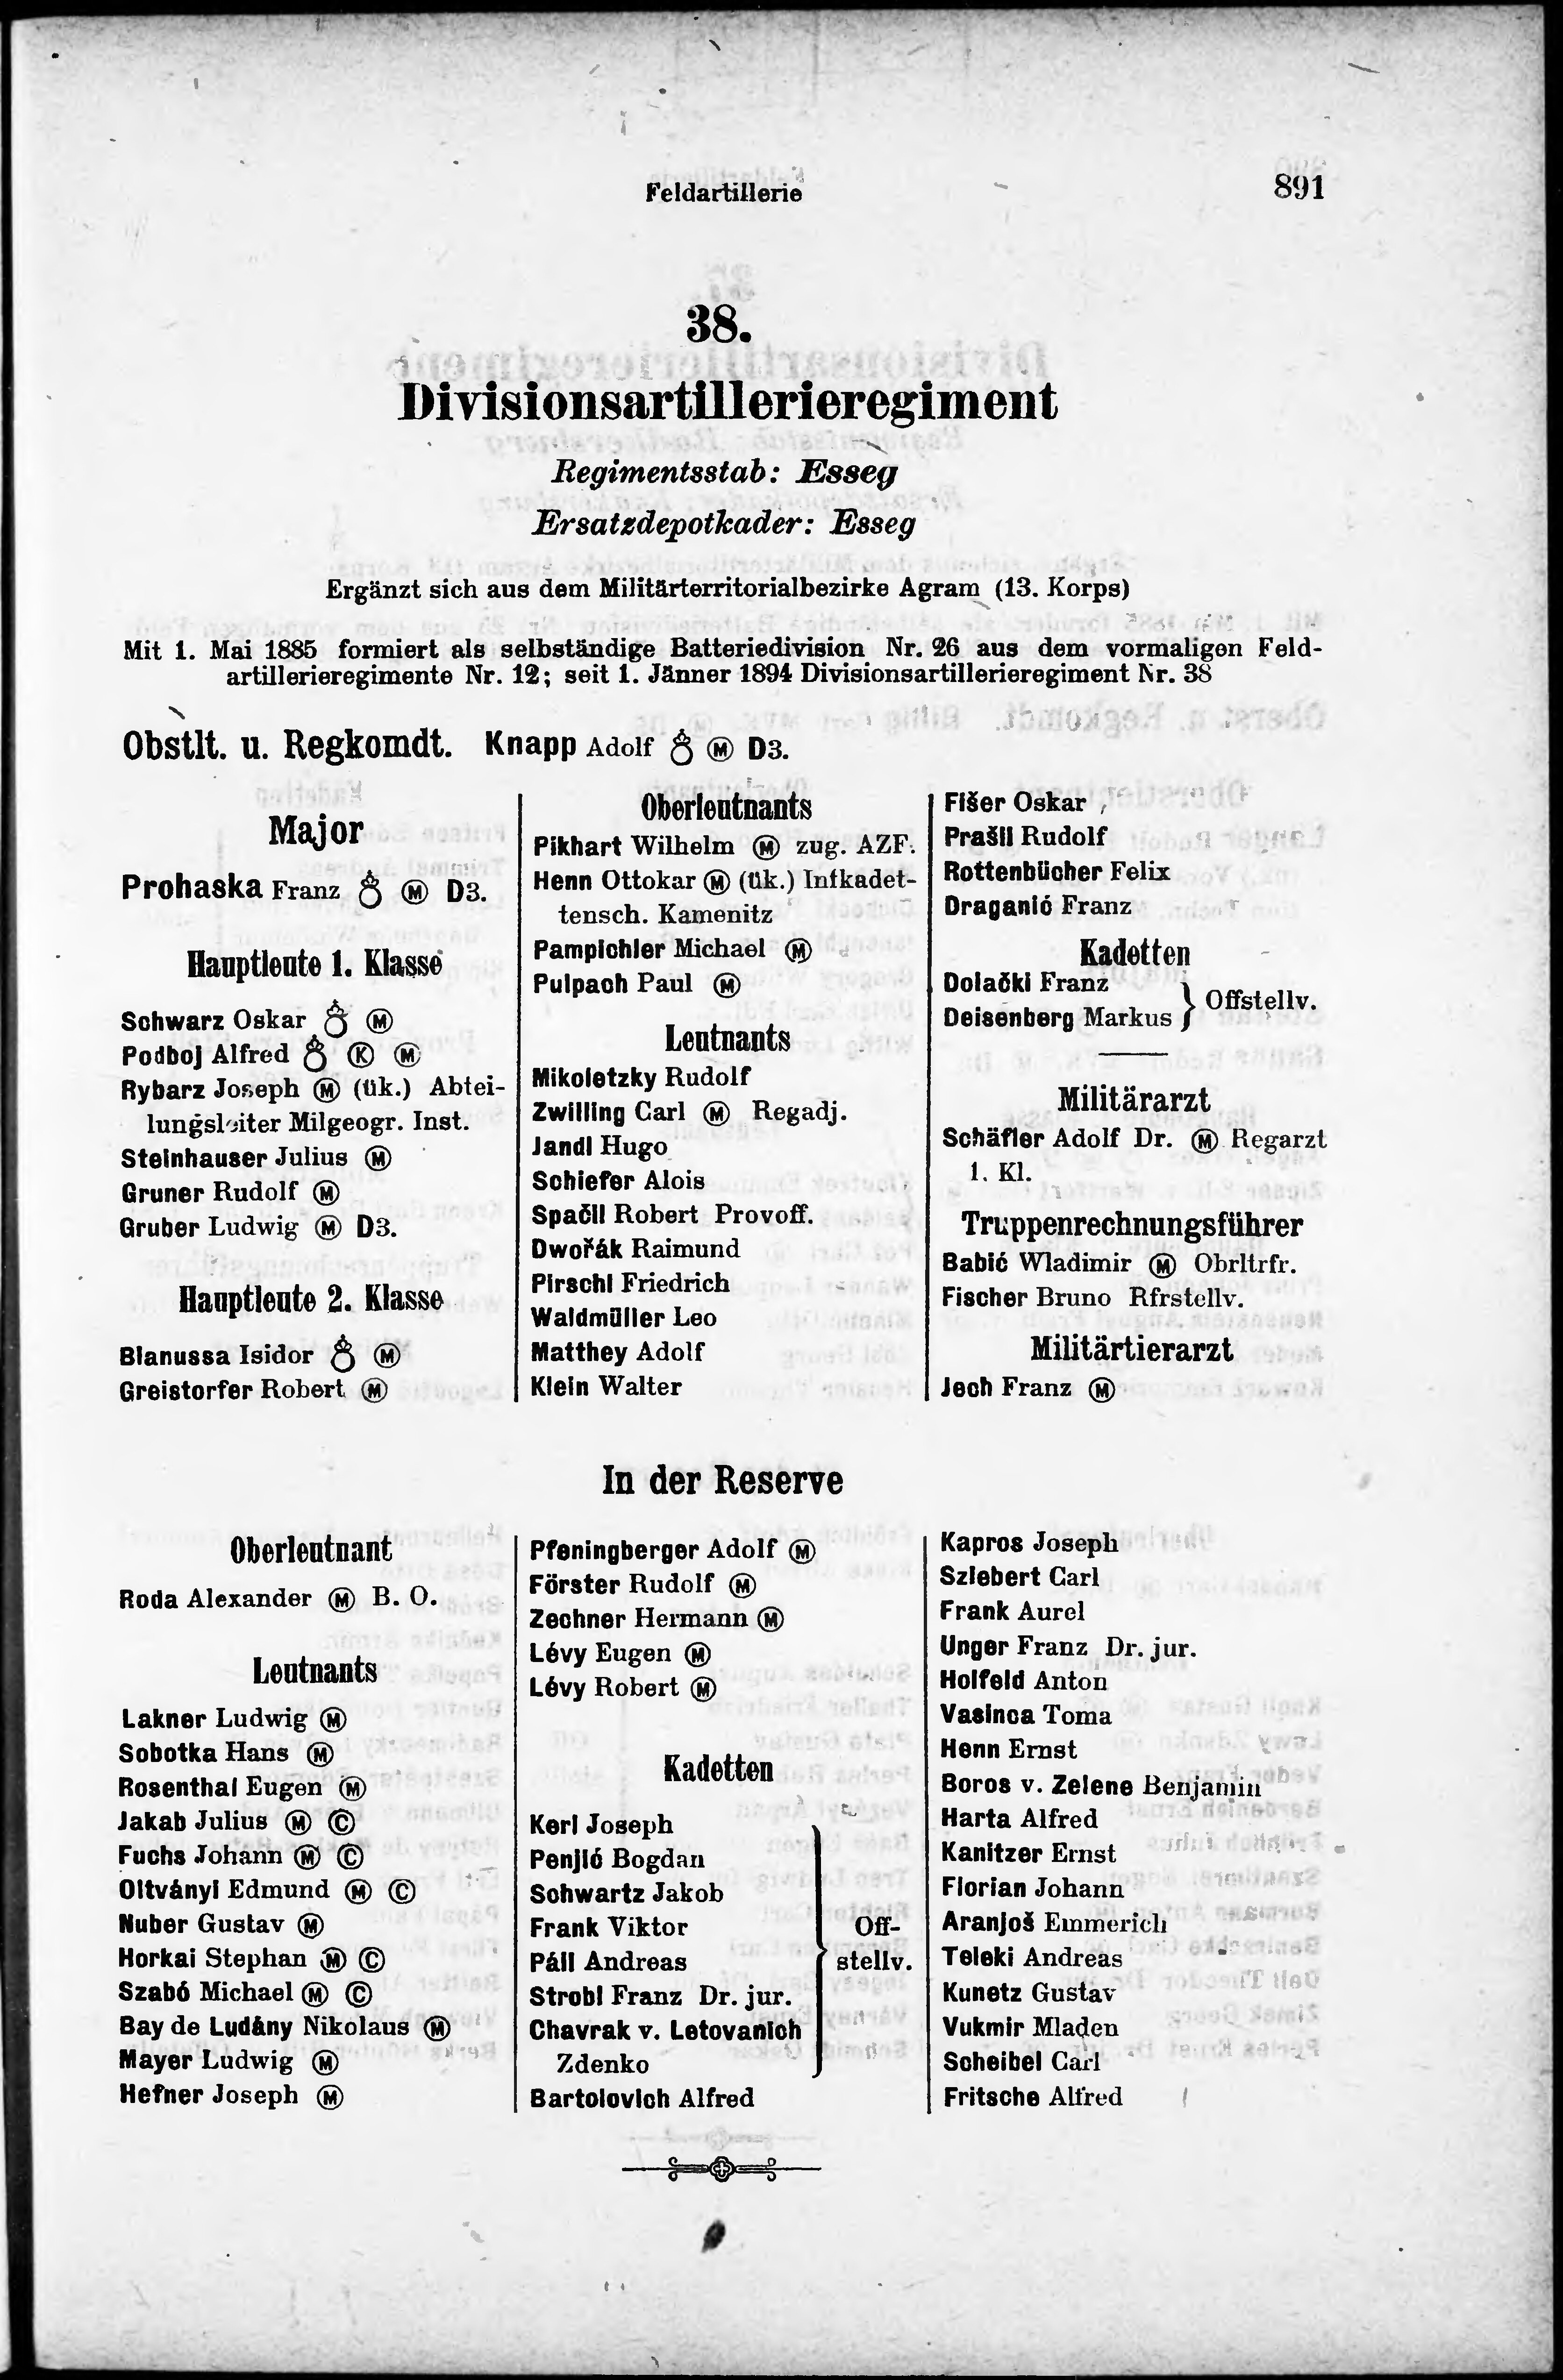 Feldartillerie
891
38.
Divisionsartillerieregiment
Regimentsstab: Esseg
Ersatzdepotkader: Esseg
Ergänzt sich aus dem Militärterritorialbezirke Agram (13. Korps)
Mit 1. Mai 1885 formiert als selbständige Batteriedivision Nr. 26 aus dem vormaligen Feld-
artillerieregimente Nr. 12; seit 1. Jänner 1894 Divisionsartillerieregiment Nr. 38
Obstlt. u. Regkomdt. Knapp Adolf Ⓜ D3.
Major
Prohaska Franz Ⓜ D3.
Hauptleute 1. Klasse
Schwarz Oskar Ⓜ
Podboj Alfred Ⓚ Ⓜ
Rybarz Joseph Ⓜ (ük.) Abtei-
lungsleiter Milgeogr. Inst.
Steinhauser Julius Ⓜ
Gruner Rudolf Ⓜ
Gruber Ludwig Ⓜ D3.
Hauptleute 2. Klasse
Blanussa Isidor Ⓜ
Greistorfer Robert Ⓜ
Oberleutnants
Pikhart Wilhelm Ⓜ zug. AZF.
Henn Ottokar Ⓜ (ük.) Infkadet-
tensch. Kamenitz
Pampichler Michael Ⓜ
Pulpach Paul Ⓜ
Leutnants
Mikoletzky Rudolf
Zwilling Carl Ⓜ Regadj.
Jandl Hugo
Schiefer Alois
Spačil Robert Provoff.
Dwořák Raimund
Pirschl Friedrich
Waldmüller Leo
Matthey Adolf
Klein Walter
Fišer Oskar
Prašil Rudolf
Rottenbücher Felix
Draganić Franz
Kadetten
Dolački Franz
Deisenberg Markus } Offstellv.
Militärarzt
Schäfler Adolf Dr. Ⓜ Regarzt
1. Kl.
Truppenrechnungsführer
Babić Wladimir Ⓜ Obrltrfr.
Fischer Bruno Rfrstellv.
Militärtierarzt
Jech Franz Ⓜ
In der Reserve
Oberleutnant
Roda Alexander Ⓜ B. O.
Leutnants
Lakner Ludwig Ⓜ
Sobotka Hans Ⓜ
Rosenthal Eugen Ⓜ
Jakab Julius Ⓜ Ⓒ
Fuchs Johann Ⓜ Ⓒ
Oltványi Edmund Ⓜ Ⓒ
Nuber Gustav Ⓜ
Horkai Stephan Ⓜ Ⓒ
Szabó Michael Ⓜ Ⓒ
Bay de Ludány Nikolaus Ⓜ
Mayer Ludwig Ⓜ
Hefner Joseph Ⓜ
Pfeningberger Adolf Ⓜ
Förster Rudolf Ⓜ
Zechner Hermann Ⓜ
Lévy Eugen Ⓜ
Lévy Robert Ⓜ
Kadetten
Kerl Joseph
Penjić Bogdan
Schwartz Jakob
Frank Viktor
Páll Andreas
Strobl Franz Dr. jur.
Chavrak v. Letovanich
Zdenko
} Off-
stellv.
Bartolovich Alfred
Kapros Joseph
Sziebert Carl
Frank Aurel
Unger Franz Dr. jur.
Holfeld Anton
Vasinca Toma
Henn Ernst
Boros v. Zelene Benjamin
Harta Alfred
Kanitzer Ernst
Florian Johann
Aranjoš Emmerich
Teleki Andreas
Kunetz Gustav
Vukmir Mladen
Scheibel Carl
Fritsche Alfred